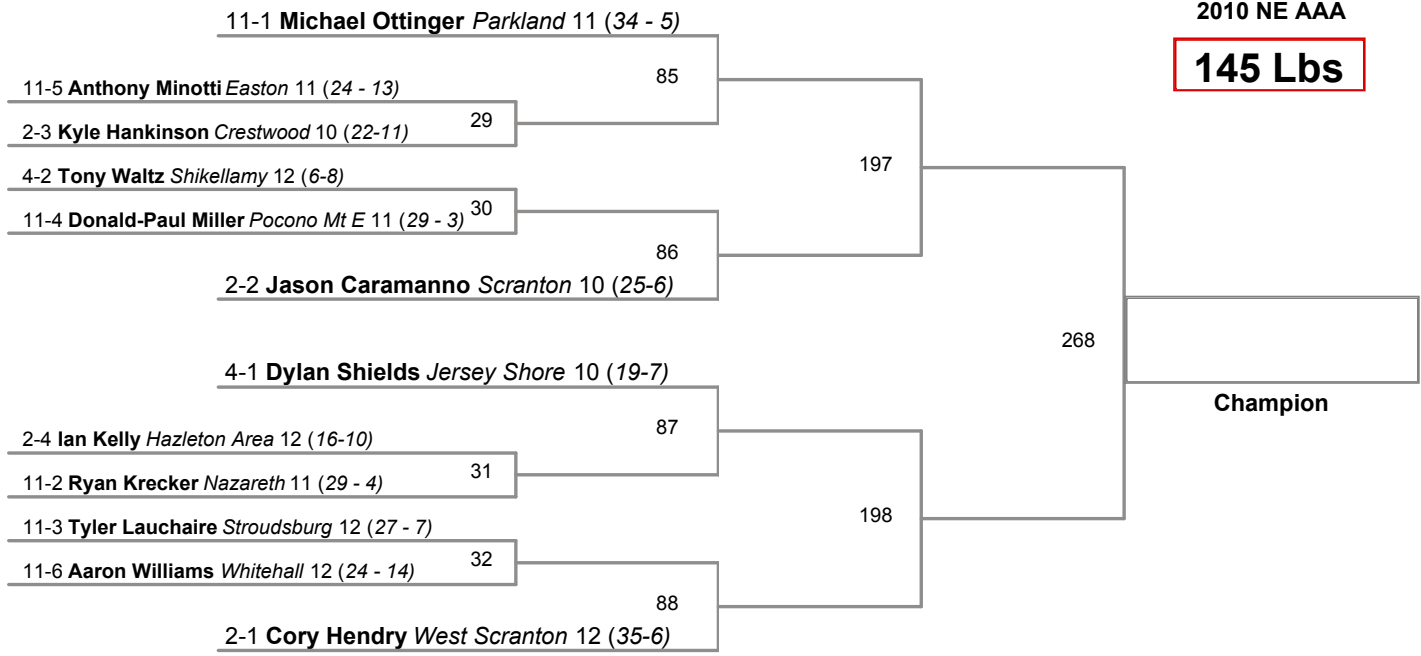 2010 NE AAA
145 Lbs
11-1 Michael Ottinger Parkland 11 (34 - 5)
85
11-5 Anthony Minotti Easton 11 (24 - 13)
29
2-3 Kyle Hankinson Crestwood 10 (22-11)
197
4-2 Tony Waltz Shikellamy 12 (6-8)
30
11-4 Donald-Paul Miller Pocono Mt E 11 (29 - 3)
86
2-2 Jason Caramanno Scranton 10 (25-6)
268
Champion
4-1 Dylan Shields Jersey Shore 10 (19-7)
87
2-4 Ian Kelly Hazleton Area 12 (16-10)
31
11-2 Ryan Krecker Nazareth 11 (29 - 4)
198
11-3 Tyler Lauchaire Stroudsburg 12 (27 - 7)
32
11-6 Aaron Williams Whitehall 12 (24 - 14)
88
2-1 Cory Hendry West Scranton 12 (35-6)